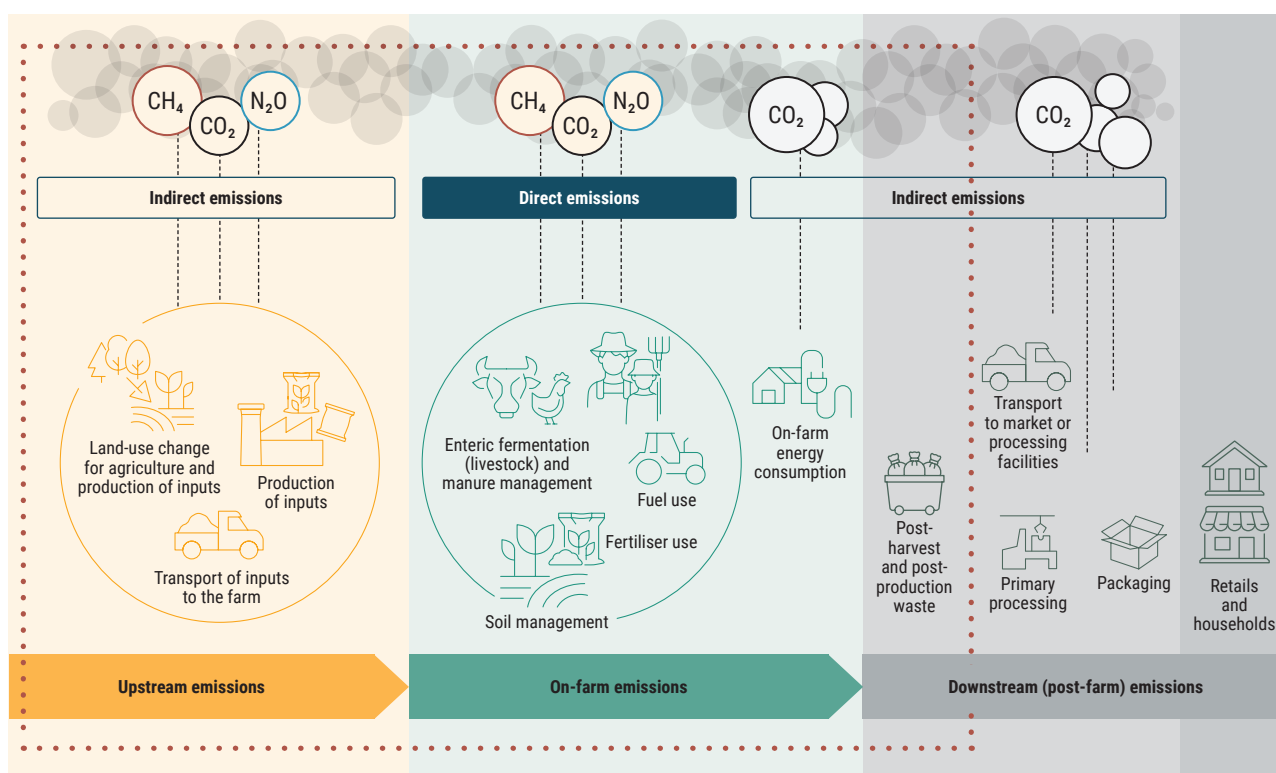 CH₄
CO₂
N₂O
CH₄
CO₂
N₂O
CO₂
CO₂
Indirect emissions
Direct emissions
Indirect emissions
Land-use change
for agriculture and
production of inputs
Production
of inputs
Transport of inputs
to the farm
Enteric fermentation
(livestock) and
manure management
Fuel use
Fertiliser use
Soil management
On-farm
energy
consumption
Post-
harvest
and post-
production
waste
Transport
to market or
processing
facilities
Primary
processing
Packaging
Retails
and
households
Upstream emissions
On-farm emissions
Downstream (post-farm) emissions